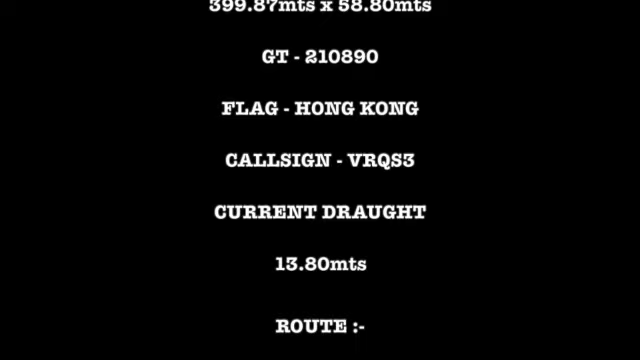 399.87mts x 58.80mts
GT - 210890
FLAG - HONG KONG
CALLSIGN - VRQS3
CURRENT DRAUGHT
13.80mts
ROUTE :-